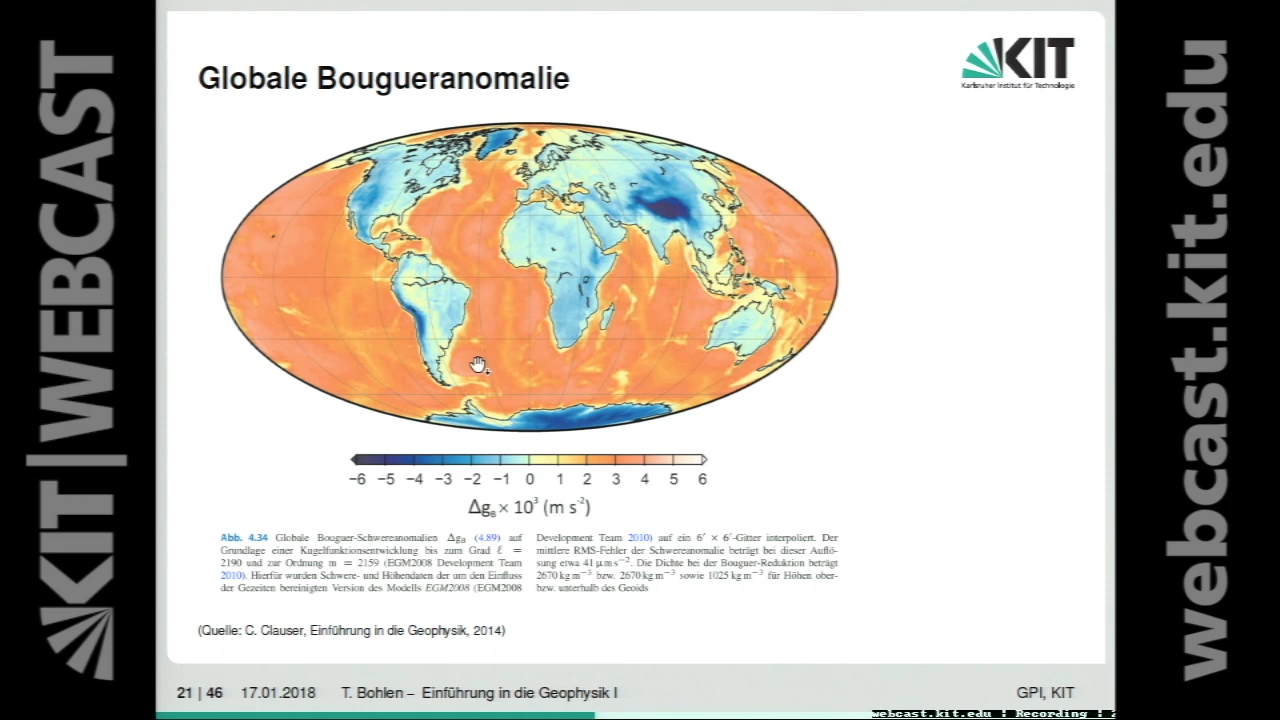 KIT | WEBCAST
Globale Bougueranomalie
KIT
Karlsruher Institut für Technologie
−6 −5 −4 −3 −2 −1 0 1 2 3 4 5 6
Δg_B × 10³ (m s⁻²)
Abb. 4.34 Globale Bouguer-Schwereanomalien Δg_B (4.89) auf
Grundlage einer Kugelfunktionsentwicklung bis zum Grad ℓ =
2190 und zur Ordnung m = 2159 (EGM2008 Development Team
2010). Hierfür wurden Schwere- und Höhendaten der um den Einfluss
der Gezeiten bereinigten Version des Modells EGM2008 (EGM2008
Development Team 2010) auf ein 6′ × 6′-Gitter interpoliert. Der
mittlere RMS-Fehler der Schwereanomalie beträgt bei dieser Auflö-
sung etwa 41 μm s⁻². Die Dichte bei der Bouguer-Reduktion beträgt
2670 kg m⁻³ bzw. 2670 kg m⁻³ sowie 1025 kg m⁻³ für Höhen ober-
bzw. unterhalb des Geoids
(Quelle: C. Clauser, Einführung in die Geophysik, 2014)
21 | 46 17.01.2018 T. Bohlen – Einführung in die Geophysik I GPI, KIT
webcast.kit.edu : Recording :
webcast.kit.edu